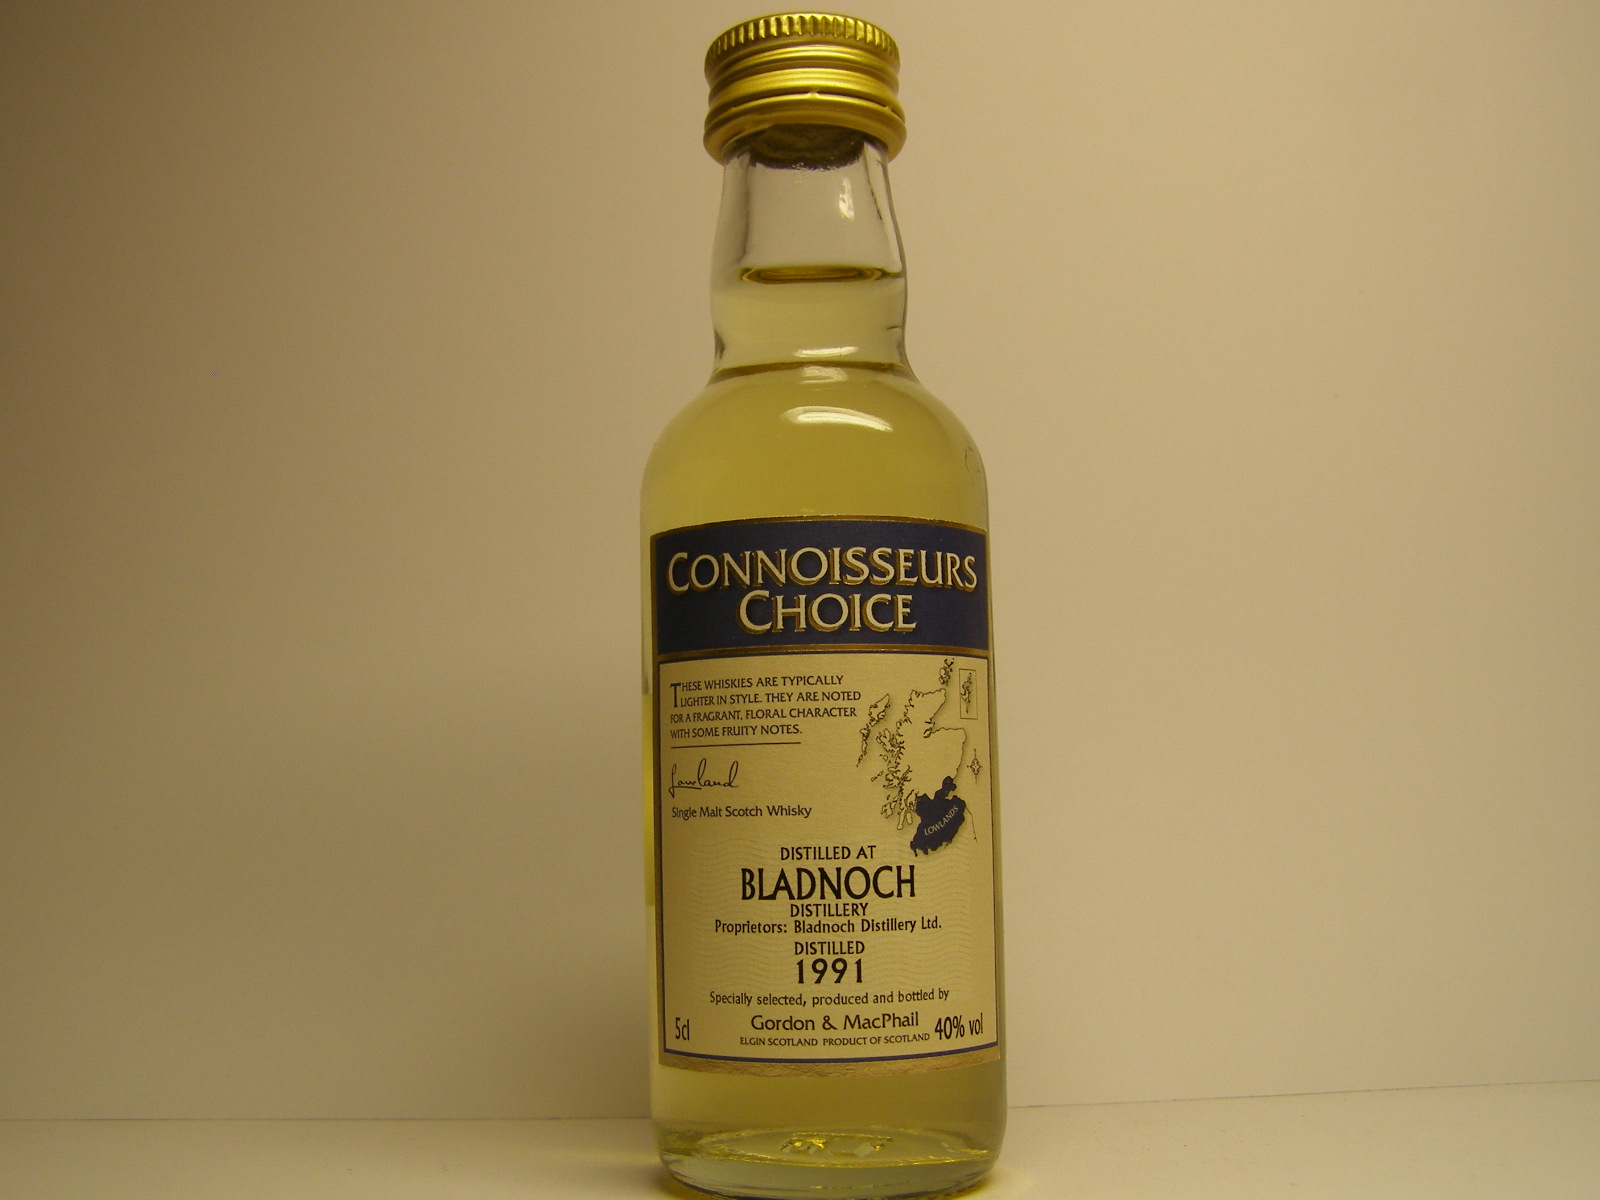 CONNOISSEURS
CHOICE
THESE WHISKIES ARE TYPICALLY
LIGHTER IN STYLE. THEY ARE NOTED
FOR A FRAGRANT, FLORAL CHARACTER
WITH SOME FRUITY NOTES.
Lowland
Single Malt Scotch Whisky
LOWLANDS
DISTILLED AT
BLADNOCH
DISTILLERY
Proprietors: Bladnoch Distillery Ltd.
DISTILLED
1991
Specially selected, produced and bottled by
5cl Gordon & MacPhail 40% vol
ELGIN SCOTLAND PRODUCT OF SCOTLAND